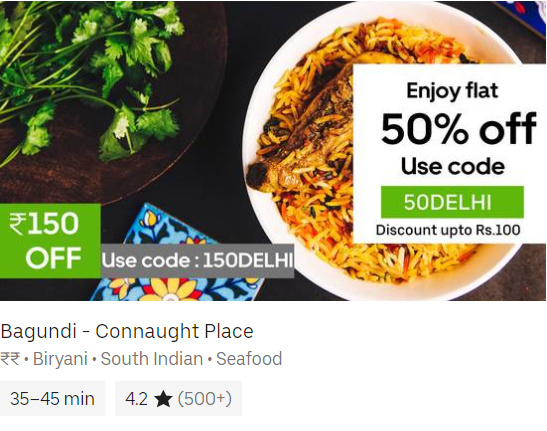 Enjoy flat
50% off
Use code
50DELHI
Discount upto Rs.100
₹150
OFF
Use code : 150DELHI
Bagundi - Connaught Place
₹₹ • Biryani • South Indian • Seafood
35–45 min
4.2 ★ (500+)